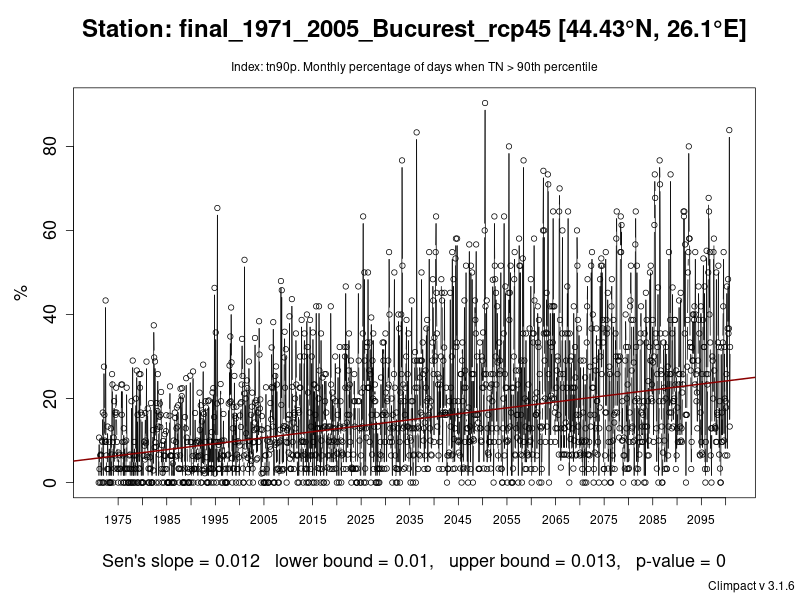 Station: final_1971_2005_Bucurest_rcp45 [44.43°N, 26.1°E]
Index: tn90p. Monthly percentage of days when TN > 90th percentile
80
60
40
20
0
%
1975 1985 1995 2005 2015 2025 2035 2045 2055 2065 2075 2085 2095
Sen's slope = 0.012 lower bound = 0.01, upper bound = 0.013, p-value = 0
Climpact v 3.1.6